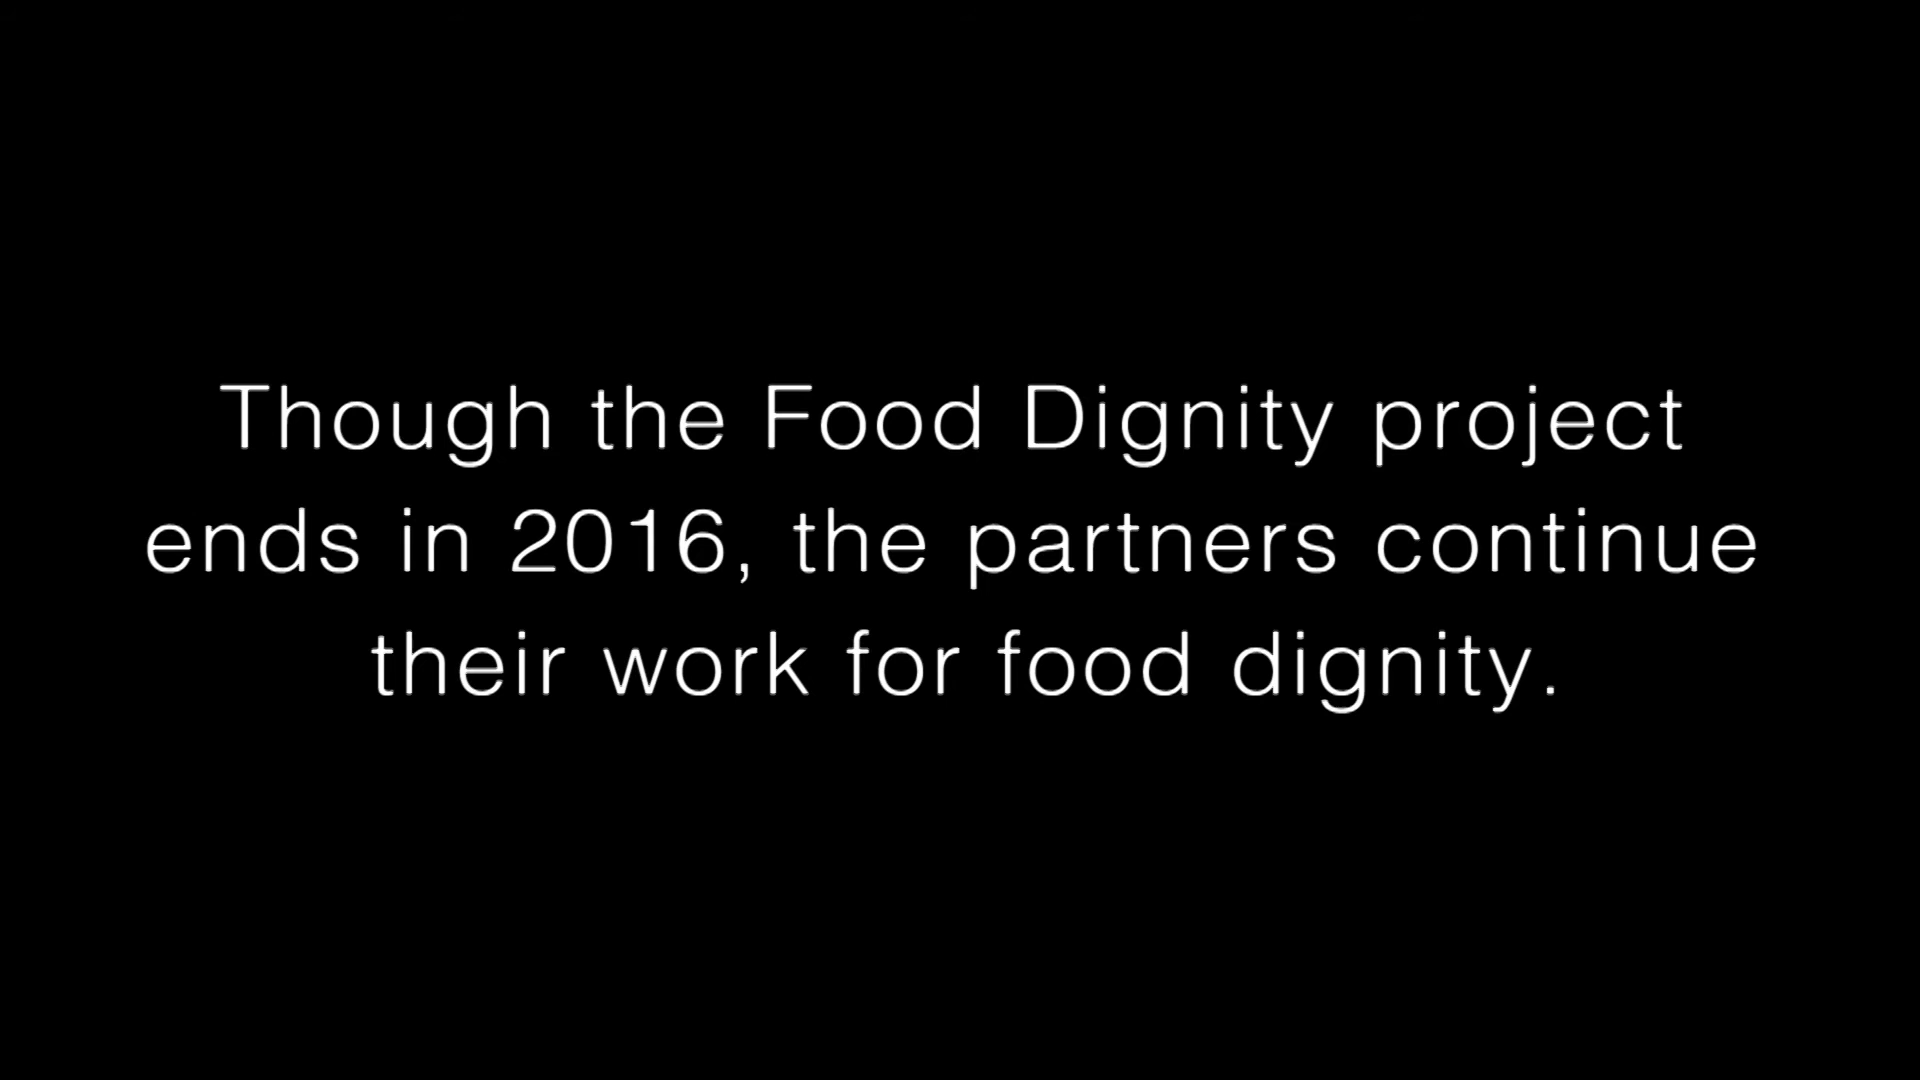 Though the Food Dignity project
ends in 2016, the partners continue
their work for food dignity.